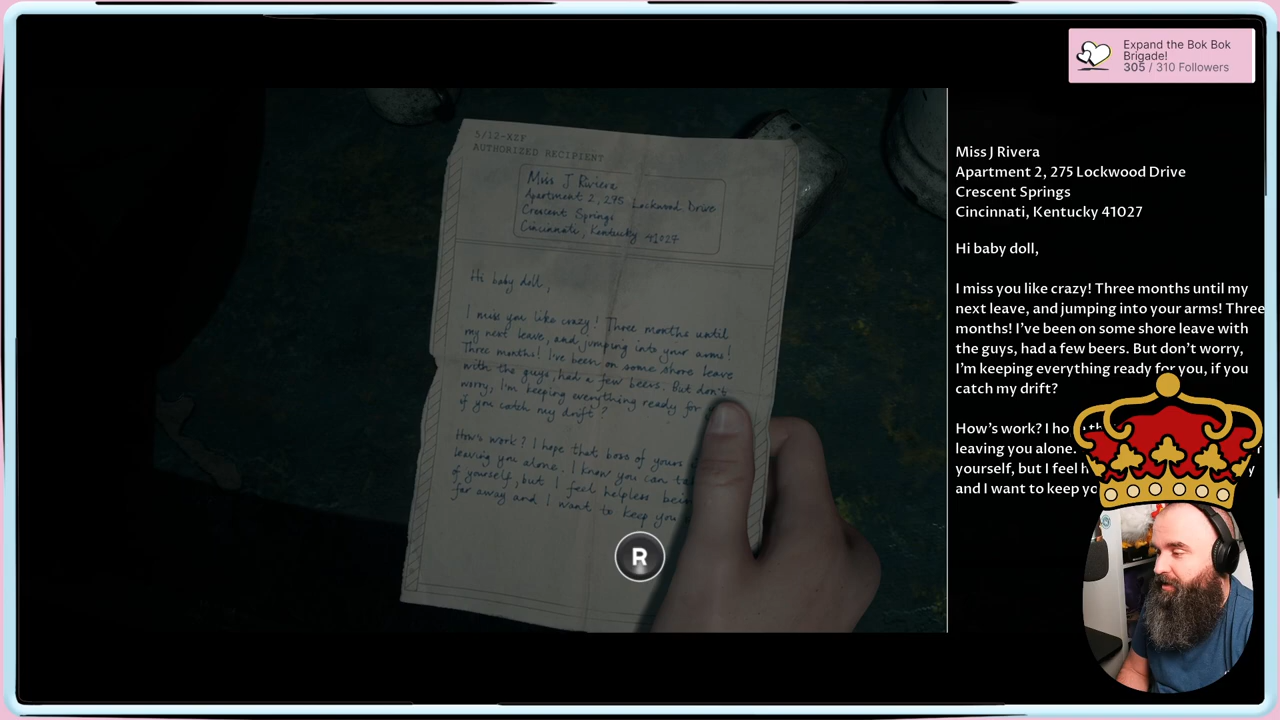 Expand the Bok Bok
Brigade!
305 / 310 Followers
5/12-XZF
AUTHORIZED RECIPIENT
Miss J Riviera
Apartment 2, 275 Lockwood Drive
Crescent Springs
Cincinnati, Kentucky 41027
Hi baby doll,
I miss you like crazy! Three months until
my next leave, and jumping into your arms!
Three months! I've been on some shore leave
with the guys, had a few beers. But don't
worry, I'm keeping everything ready for
if you catch my drift?
How's work? I hope that boss of yours
leaving you alone. I know you can
of yourself, but I feel helpless
far away and I want to keep you
R
Miss J Rivera
Apartment 2, 275 Lockwood Drive
Crescent Springs
Cincinnati, Kentucky 41027
Hi baby doll,
I miss you like crazy! Three months until my
next leave, and jumping into your arms! Three
months! I've been on some shore leave with
the guys, had a few beers. But don't worry,
I'm keeping everything ready for you, if you
catch my drift?
How's work? I
leaving you alone.
yourself, but I feel
and I want to keep